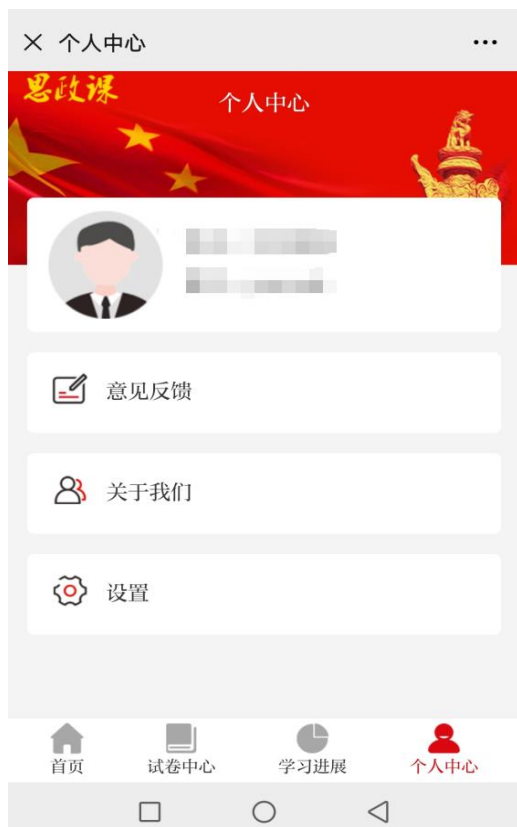 个人中心
思政课
个人中心
意见反馈
关于我们
设置
首页 试卷中心 学习进展 个人中心